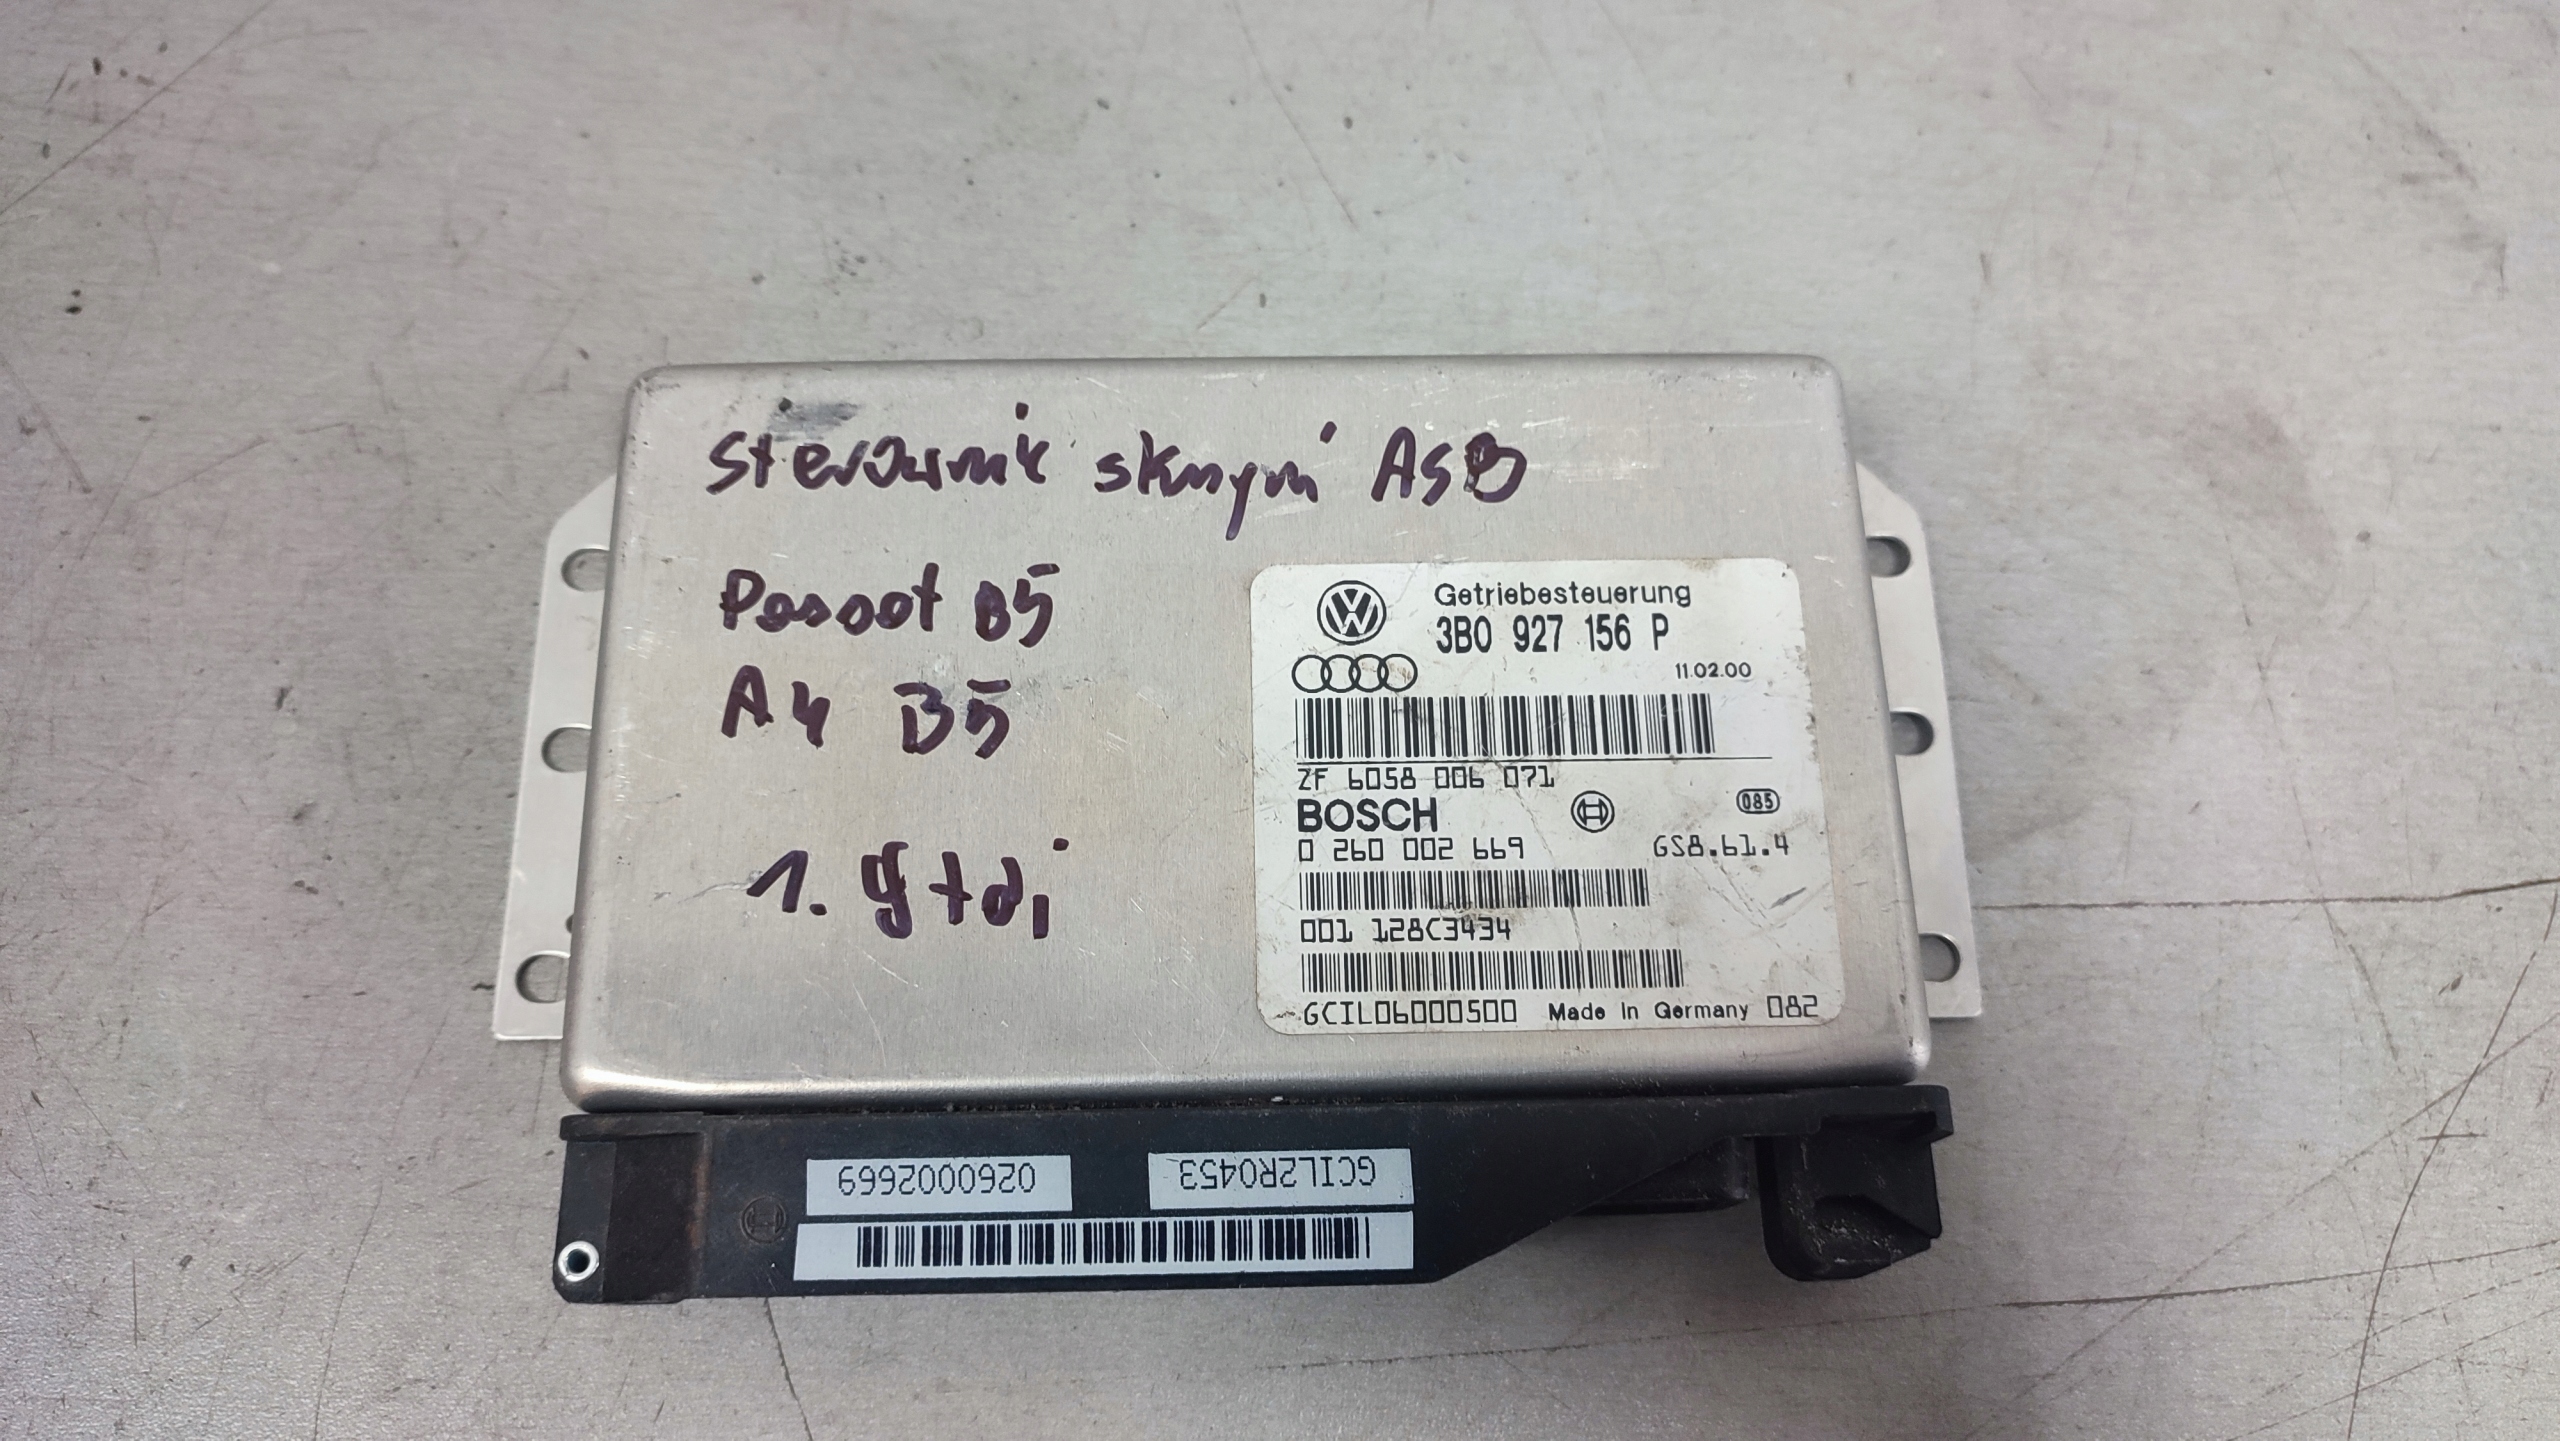 sterownik skrzyni ASB
Passat B5
A4 B5
1.9 tdi
Getriebesteuerung
3B0 927 156 P
11.02.00
ZF 6058 006 071
BOSCH
085
0 260 002 669 GS8.61.4
001 128C3434
GCIL06000500 Made In Germany 082
0260002669
GCIL2R0453